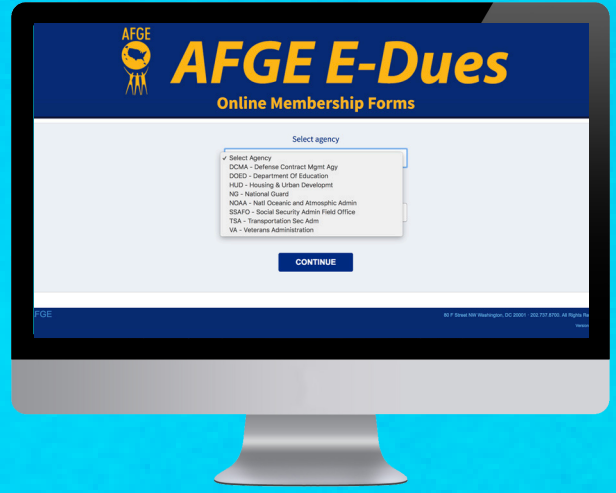 AFGE
AFGE E-Dues
Online Membership Forms
Select agency
✓ Select Agency
DCMA - Defense Contract Mgmt Agy
DOED - Department Of Education
HUD - Housing & Urban Developmt
NG - National Guard
NOAA - Natl Oceanic and Atmosphic Admin
SSAFO - Social Security Admin Field Office
TSA - Transportation Sec Adm
VA - Veterans Administration
CONTINUE
FGE
80 F Street NW Washington, DC 20001 - 202.737.8700. All Rights Re
Version